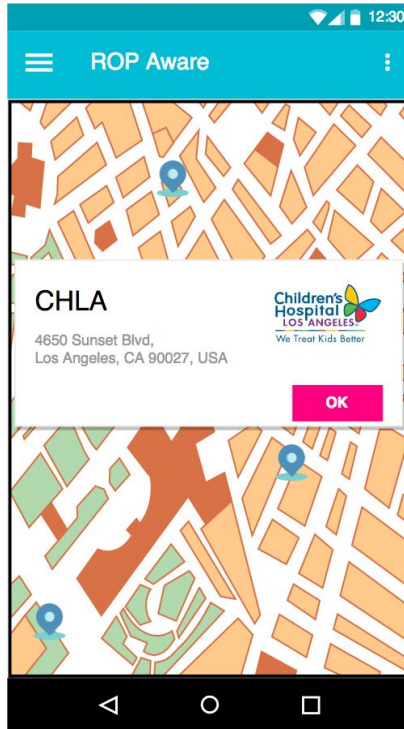 12:30
ROP Aware
CHLA
4650 Sunset Blvd,
Los Angeles, CA 90027, USA
Children's
Hospital
LOS ANGELES
We Treat Kids Better
OK